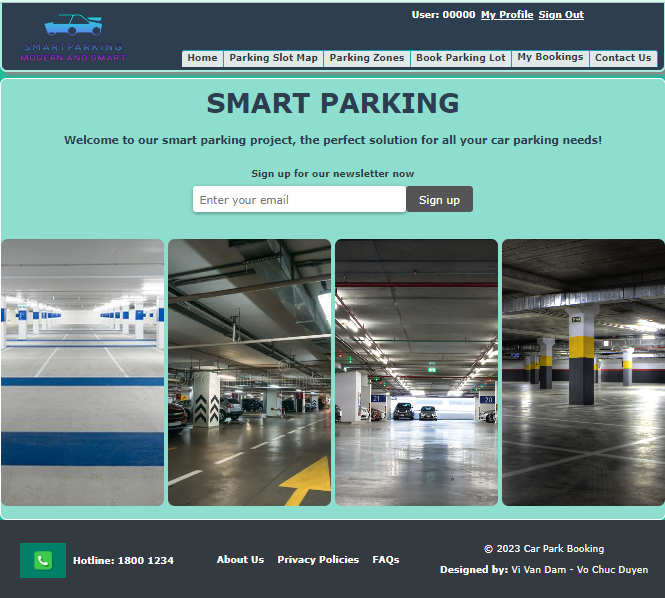 User: 00000 My Profile Sign Out
SMARTPARKING
MODERN AND SMART
Home Parking Slot Map Parking Zones Book Parking Lot My Bookings Contact Us
SMART PARKING
Welcome to our smart parking project, the perfect solution for all your car parking needs!
Sign up for our newsletter now
Enter your email Sign up
21
20
Hotline: 1800 1234
About Us Privacy Policies FAQs
© 2023 Car Park Booking
Designed by: Vi Van Dam - Vo Chuc Duyen